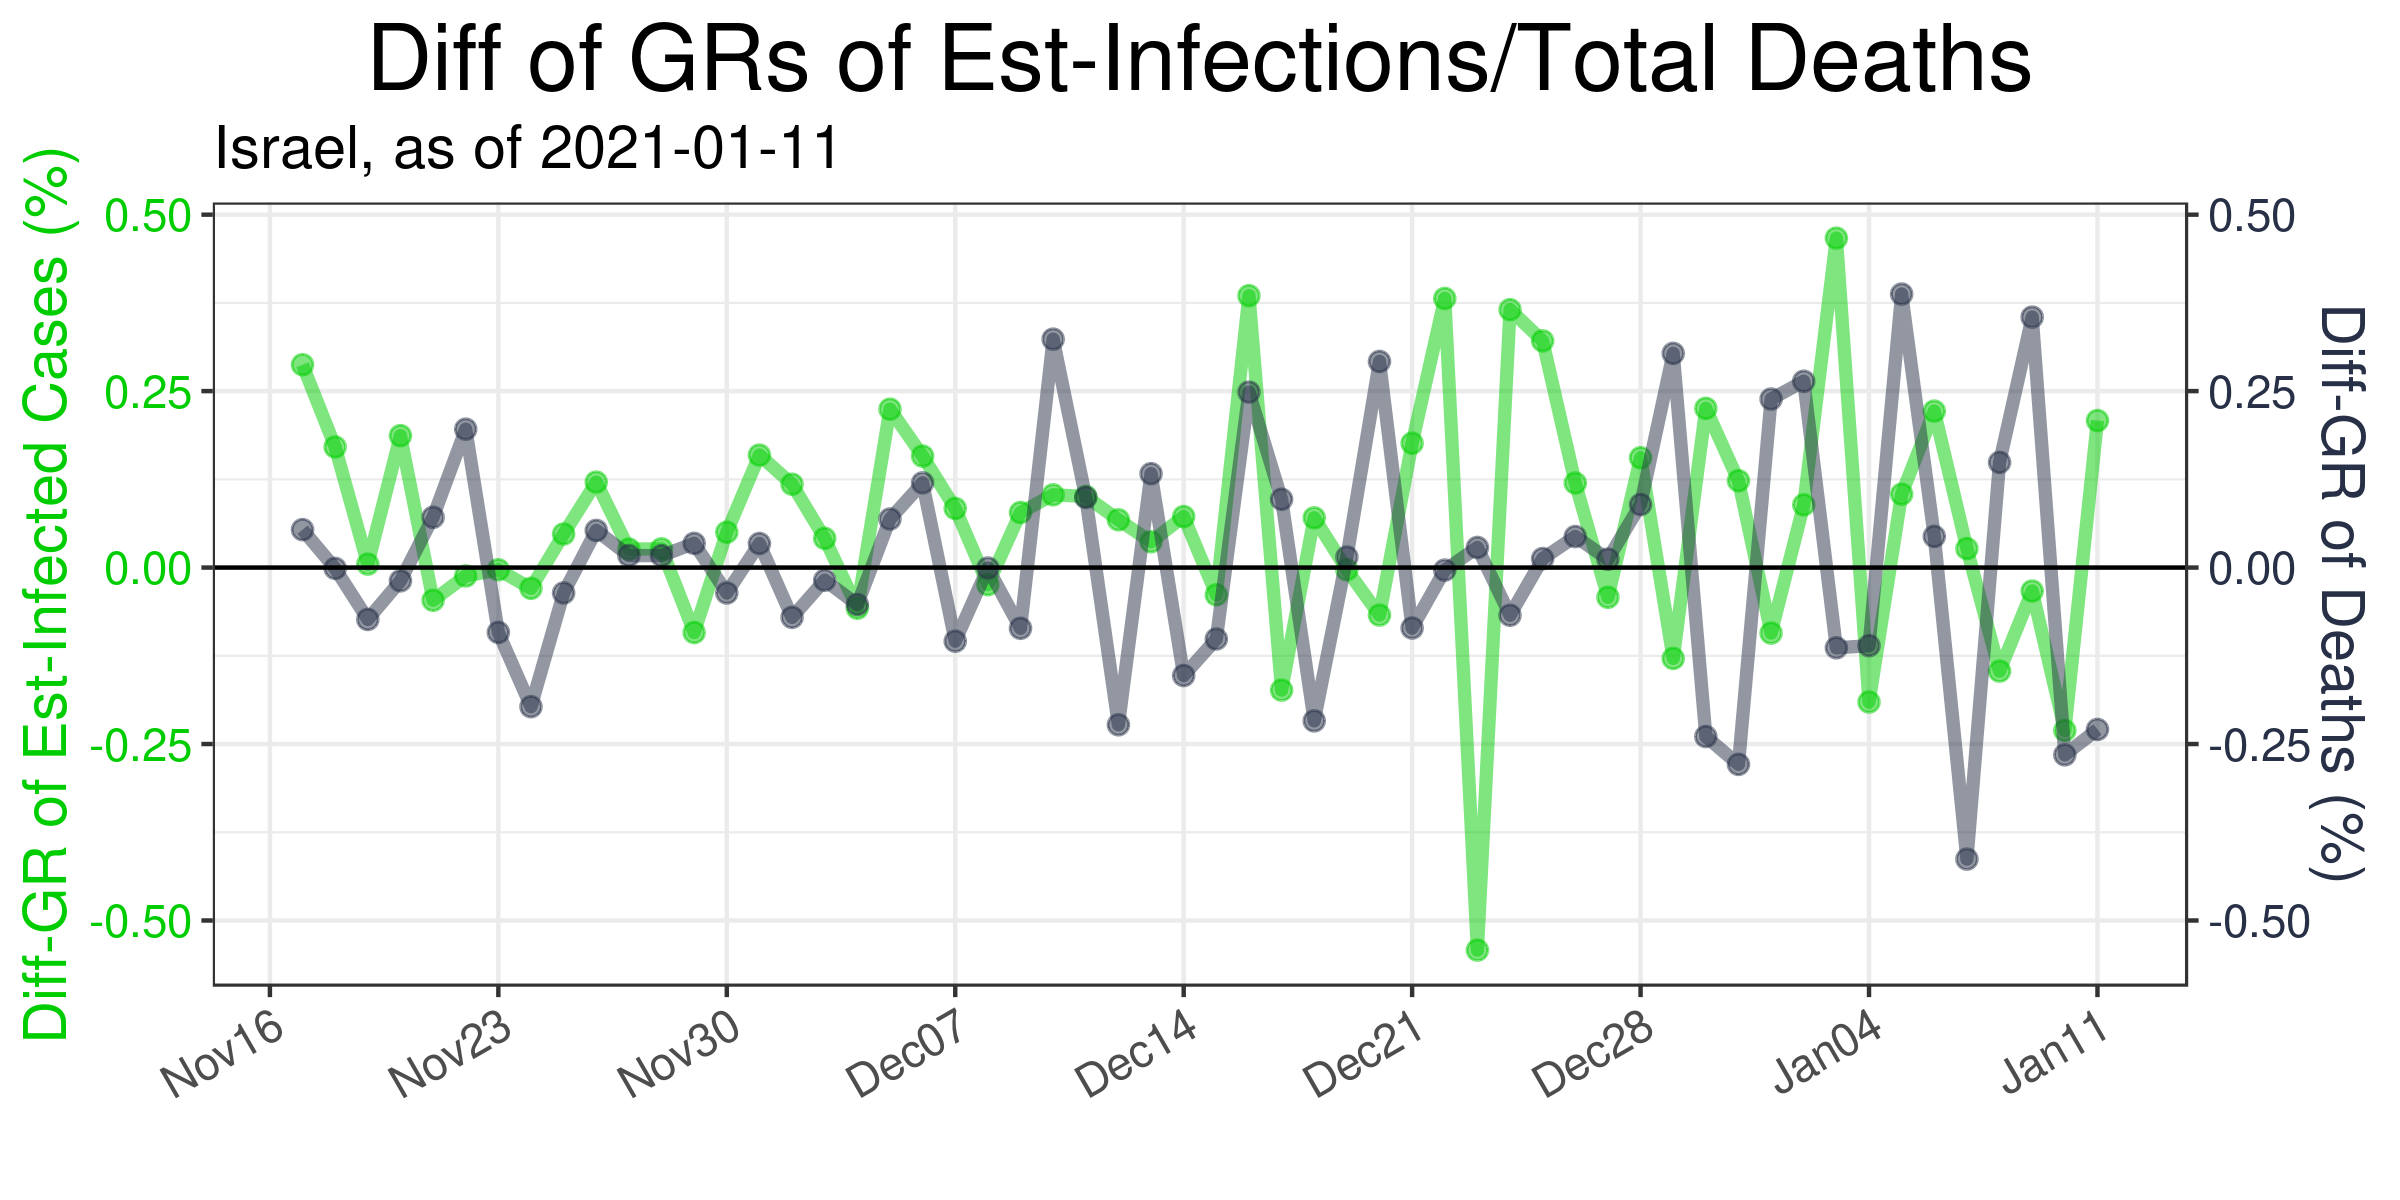 Diff of GRs of Est-Infections/Total Deaths
Israel, as of 2021-01-11
Diff-GR of Est-Infected Cases (%)
0.50
0.25
0.00
-0.25
-0.50
0.50
0.25
0.00
-0.25
-0.50
Diff-GR of Deaths (%)
Nov16
Nov23
Nov30
Dec07
Dec14
Dec21
Dec28
Jan04
Jan11